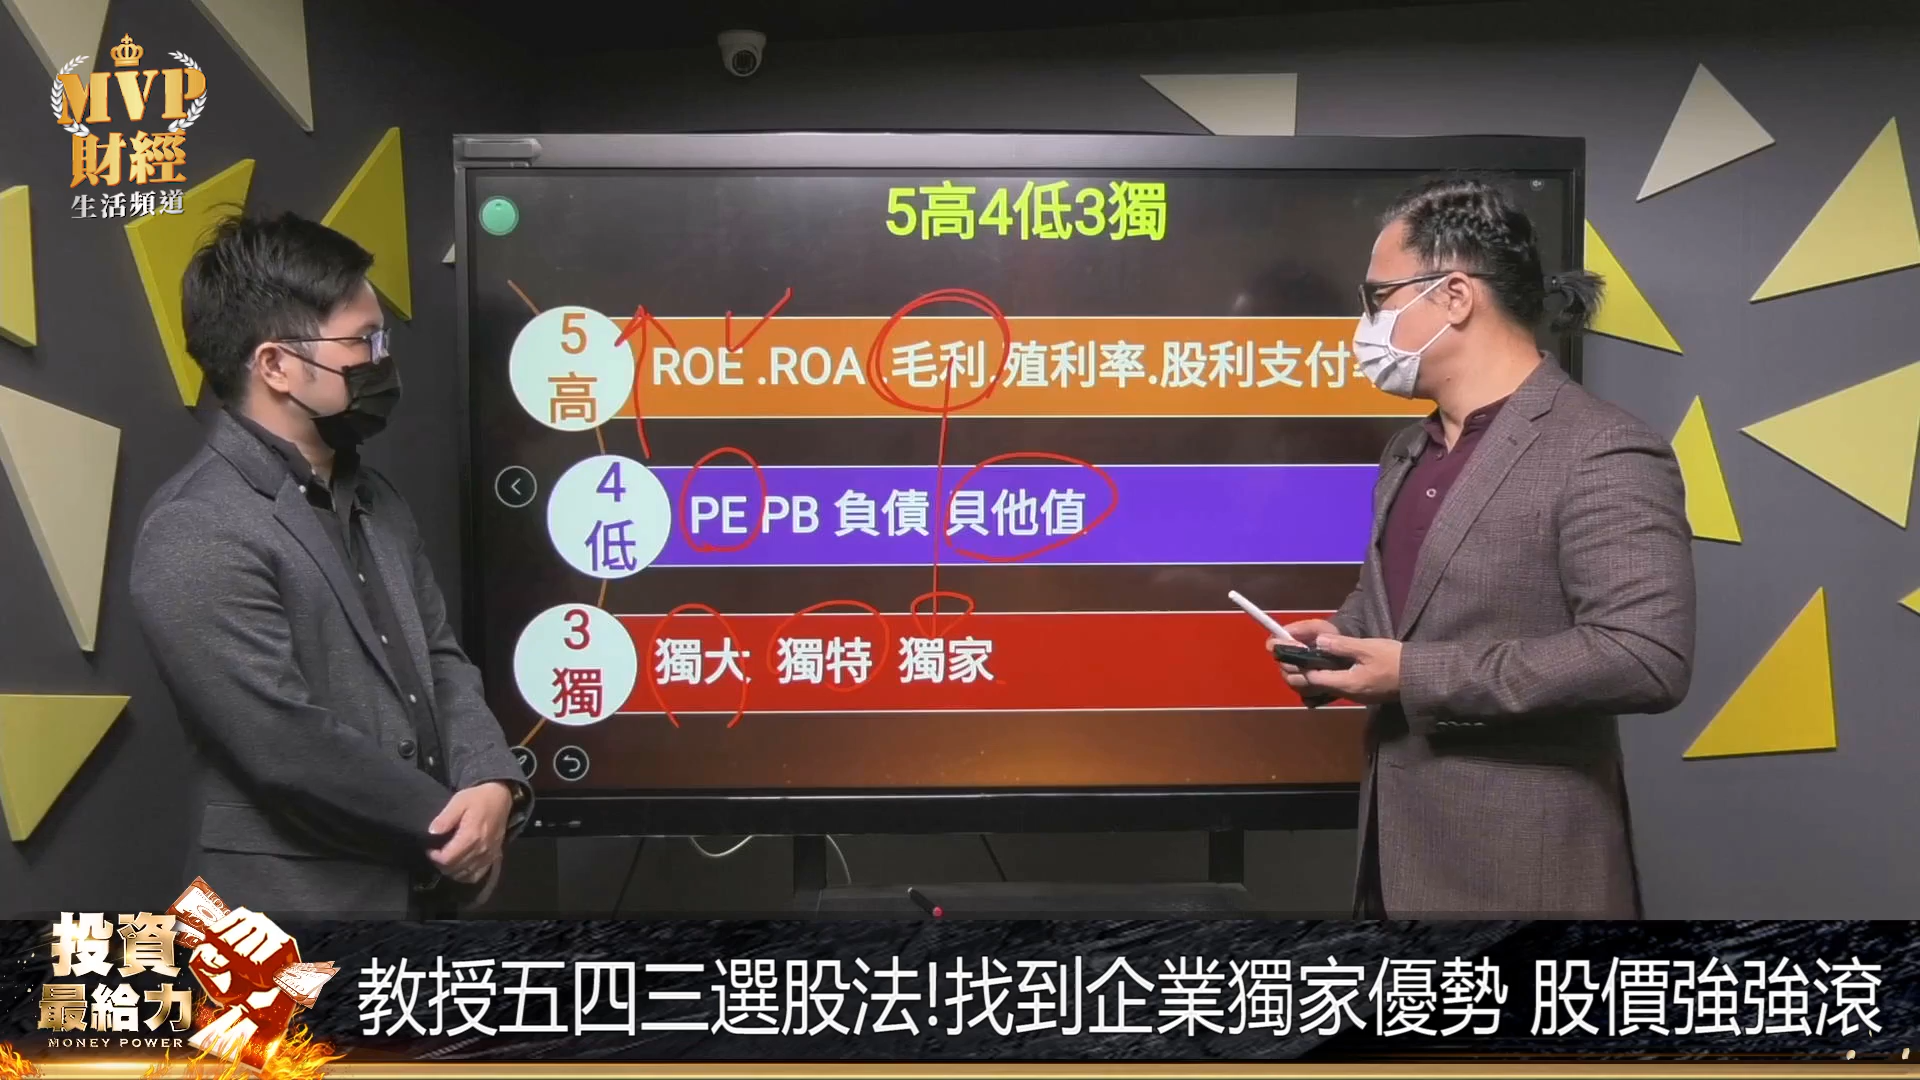 MVP
財經
生活頻道
5高4低3獨
5
高
ROE .ROA .毛利.殖利率.股利支付
4
低
PE PB 負債 貝他值
3
獨
獨大 獨特 獨家
投資
最給力
MONEY POWER
教授五四三選股法!找到企業獨家優勢 股價強強滾